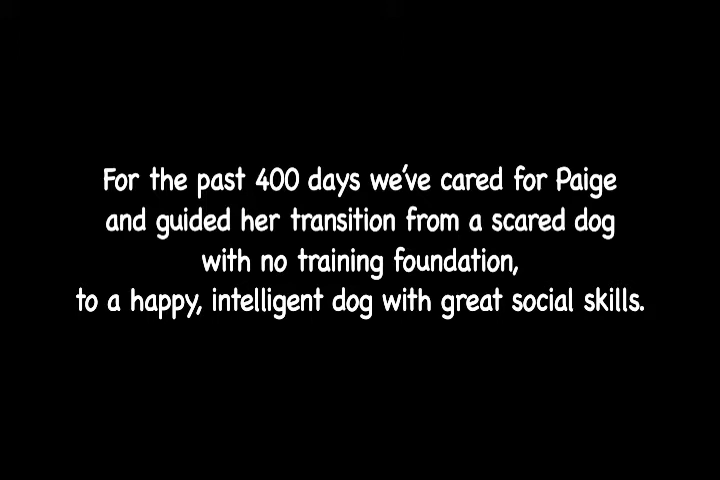 For the past 400 days we've cared for Paige
and guided her transition from a scared dog
with no training foundation,
to a happy, intelligent dog with great social skills.